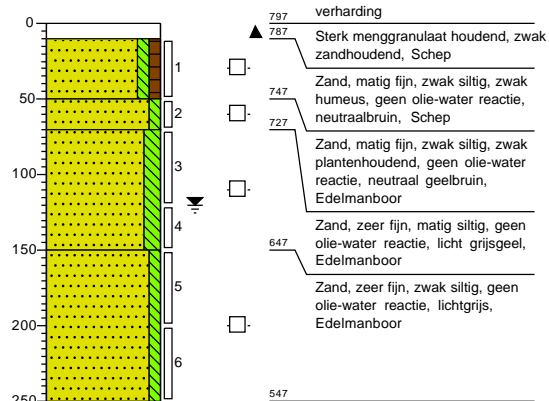 0
50
100
150
200
250
1
2
3
4
5
6
797
verharding
787
Sterk menggranulaat houdend, zwak
zandhoudend, Schep
747
Zand, matig fijn, zwak siltig, zwak
humeus, geen olie-water reactie,
neutraalbruin, Schep
727
Zand, matig fijn, zwak siltig, zwak
plantenhoudend, geen olie-water
reactie, neutraal geelbruin,
Edelmanboor
Zand, zeer fijn, matig siltig, geen
olie-water reactie, licht grijsgeel,
Edelmanboor
647
Zand, zeer fijn, zwak siltig, geen
olie-water reactie, lichtgrijs,
Edelmanboor
547